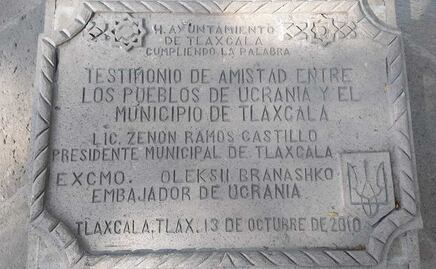 H. AYUNTAMIENTO
DE TLAXCALA
CUMPLIENDO LA PALABRA
TESTIMONIO DE AMISTAD ENTRE
LOS PUEBLOS DE UCRANIA Y EL
MUNICIPIO DE TLAXCALA
LIC. ZENON RAMOS CASTILLO
PRESIDENTE MUNICIPAL DE TLAXCALA
EXCMO. OLEKSII BRANASHKO
EMBAJADOR DE UCRANIA
TLAXCALA, TLAX. 13 DE OCTUBRE DE 2010